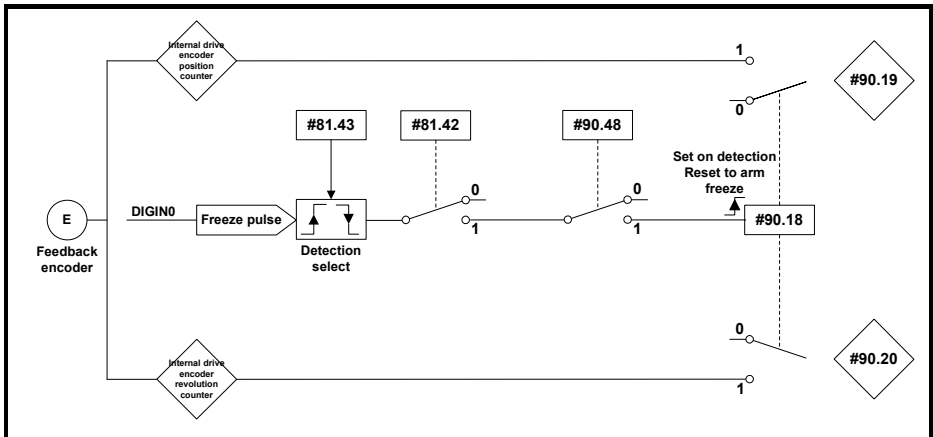 Internal drive
encoder
position
counter
1
#90.19
0
#81.43
#81.42
#90.48
Set on detection
Reset to arm
freeze
0
0
E
DIGIN0
Freeze pulse
1
1
#90.18
Feedback
encoder
Detection
select
0
#90.20
Internal drive
encoder
revolution
counter
1